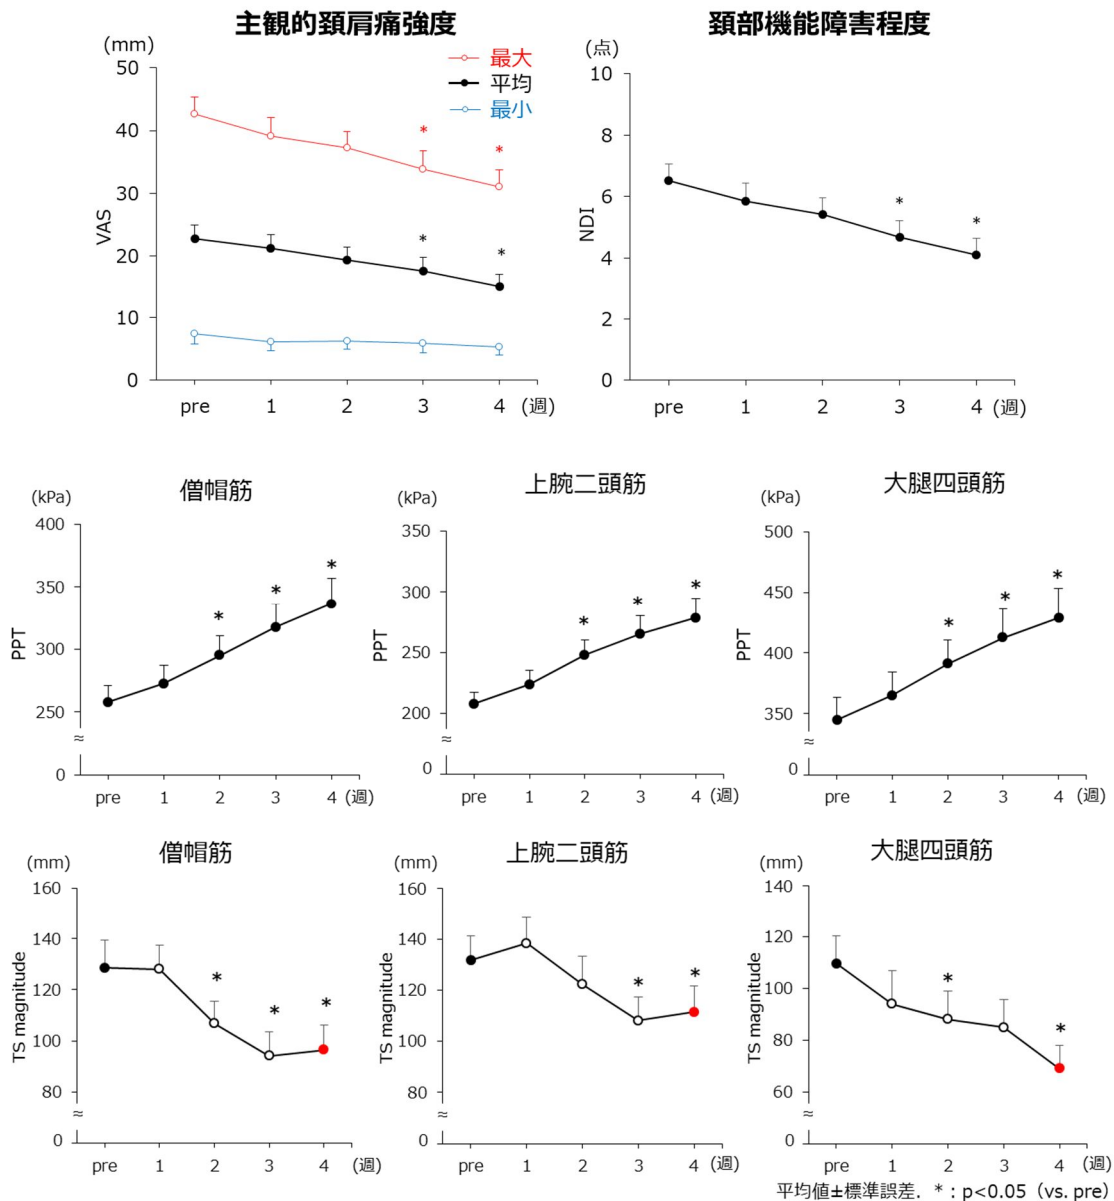 主観的頚肩痛強度
(mm)
最大
平均
最小
VAS
50
40
30
20
10
0
* *
* *
pre 1 2 3 4 (週)
頚部機能障害程度
(点)
NDI
10
8
6
4
2
0
* *
pre 1 2 3 4 (週)
僧帽筋
(kPa)
PPT
400
350
300
250
≈
0
* * *
pre 1 2 3 4 (週)
上腕二頭筋
(kPa)
PPT
350
300
250
200
≈
0
* * *
pre 1 2 3 4 (週)
大腿四頭筋
(kPa)
PPT
500
450
400
350
≈
0
* * *
pre 1 2 3 4 (週)
僧帽筋
(mm)
TS magnitude
160
140
120
100
80
≈
0
* * *
pre 1 2 3 4 (週)
上腕二頭筋
(mm)
TS magnitude
160
140
120
100
80
≈
0
* *
pre 1 2 3 4 (週)
大腿四頭筋
(mm)
TS magnitude
140
120
100
80
60
≈
0
* *
pre 1 2 3 4 (週)
平均値±標準誤差. *：p<0.05（vs. pre）